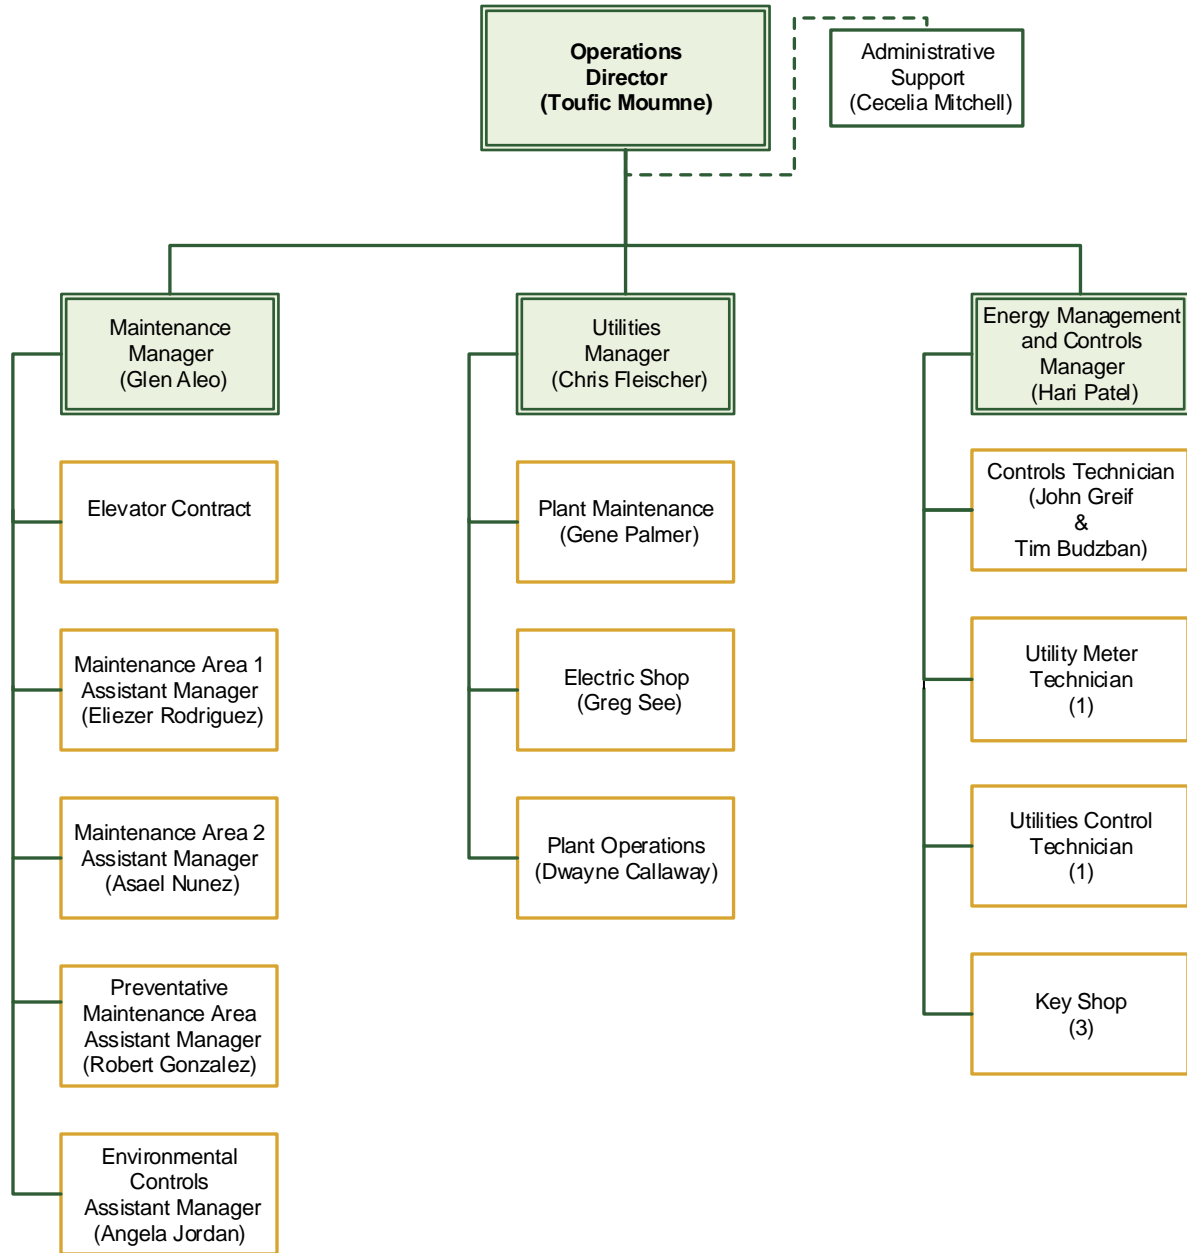 Operations
Director
(Toufic Moumne)
Administrative
Support
(Cecelia Mitchell)
Maintenance
Manager
(Glen Aleo)
Utilities
Manager
(Chris Fleischer)
Energy Management
and Controls
Manager
(Hari Patel)
Elevator Contract
Maintenance Area 1
Assistant Manager
(Eliezer Rodriguez)
Maintenance Area 2
Assistant Manager
(Asael Nunez)
Preventative
Maintenance Area
Assistant Manager
(Robert Gonzalez)
Environmental
Controls
Assistant Manager
(Angela Jordan)
Plant Maintenance
(Gene Palmer)
Electric Shop
(Greg See)
Plant Operations
(Dwayne Callaway)
Controls Technician
(John Greif
&
Tim Budzban)
Utility Meter
Technician
(1)
Utilities Control
Technician
(1)
Key Shop
(3)